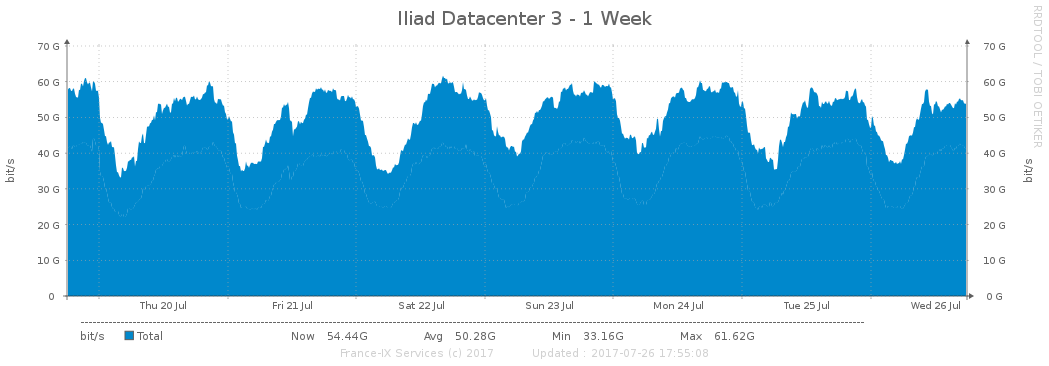 Iliad Datacenter 3 - 1 Week
RRDTOOL / TOBI OETIKER
70 G 70 G
60 G 60 G
50 G 50 G
40 G 40 G
30 G 30 G
20 G 20 G
10 G 10 G
0 0 G
bit/s bit/s
Thu 20 Jul Fri 21 Jul Sat 22 Jul Sun 23 Jul Mon 24 Jul Tue 25 Jul Wed 26 Jul
bit/s Total Now 54.44G Avg 50.28G Min 33.16G Max 61.62G
France-IX Services (c) 2017 Updated : 2017-07-26 17:55:08